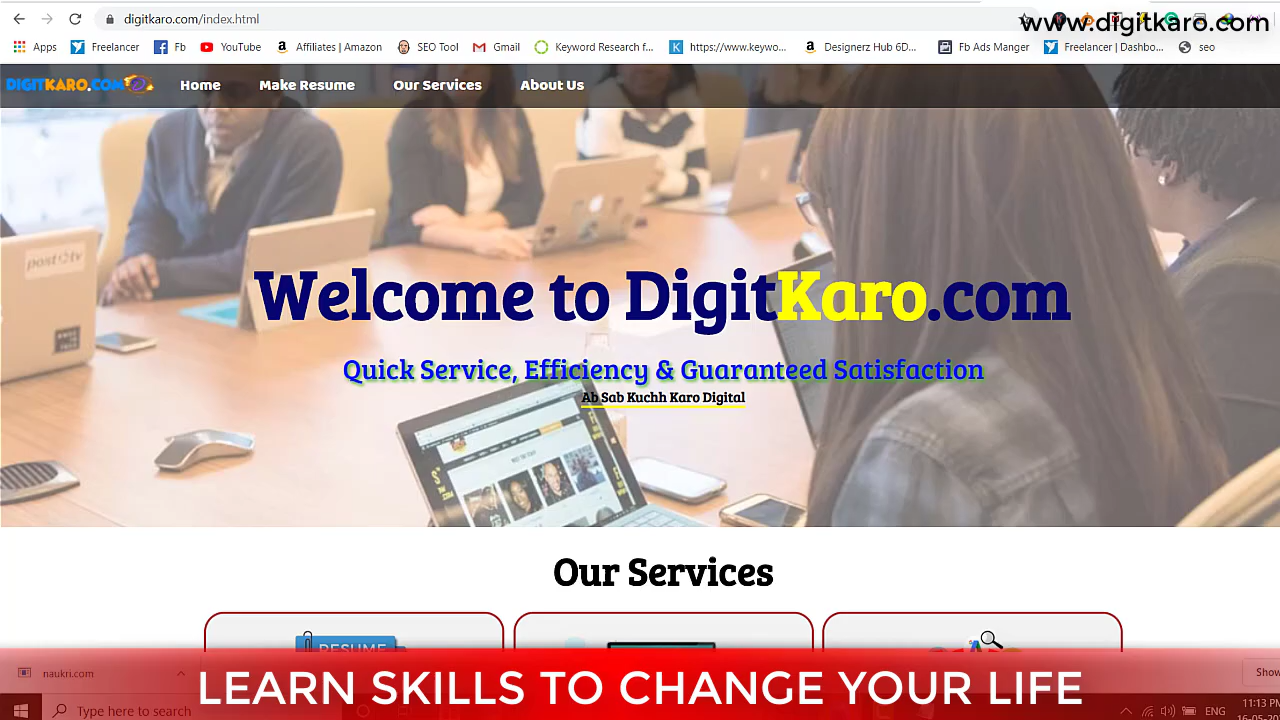 digitkaro.com/index.html
www.digitkaro.com
Apps Freelancer Fb YouTube Affiliates | Amazon SEO Tool Gmail Keyword Research f... https://www.keywo... Designerz Hub 6D... Fb Ads Manger Freelancer | Dashbo... seo
DIGITKARO.COM Home Make Resume Our Services About Us
post tv
Welcome to DigitKaro.com
Quick Service, Efficiency & Guaranteed Satisfaction
Ab Sab Kuchh Karo Digital
Our Services
RESUME
naukri.com
Show
LEARN SKILLS TO CHANGE YOUR LIFE
Type here to search
ENG
11:13 PM